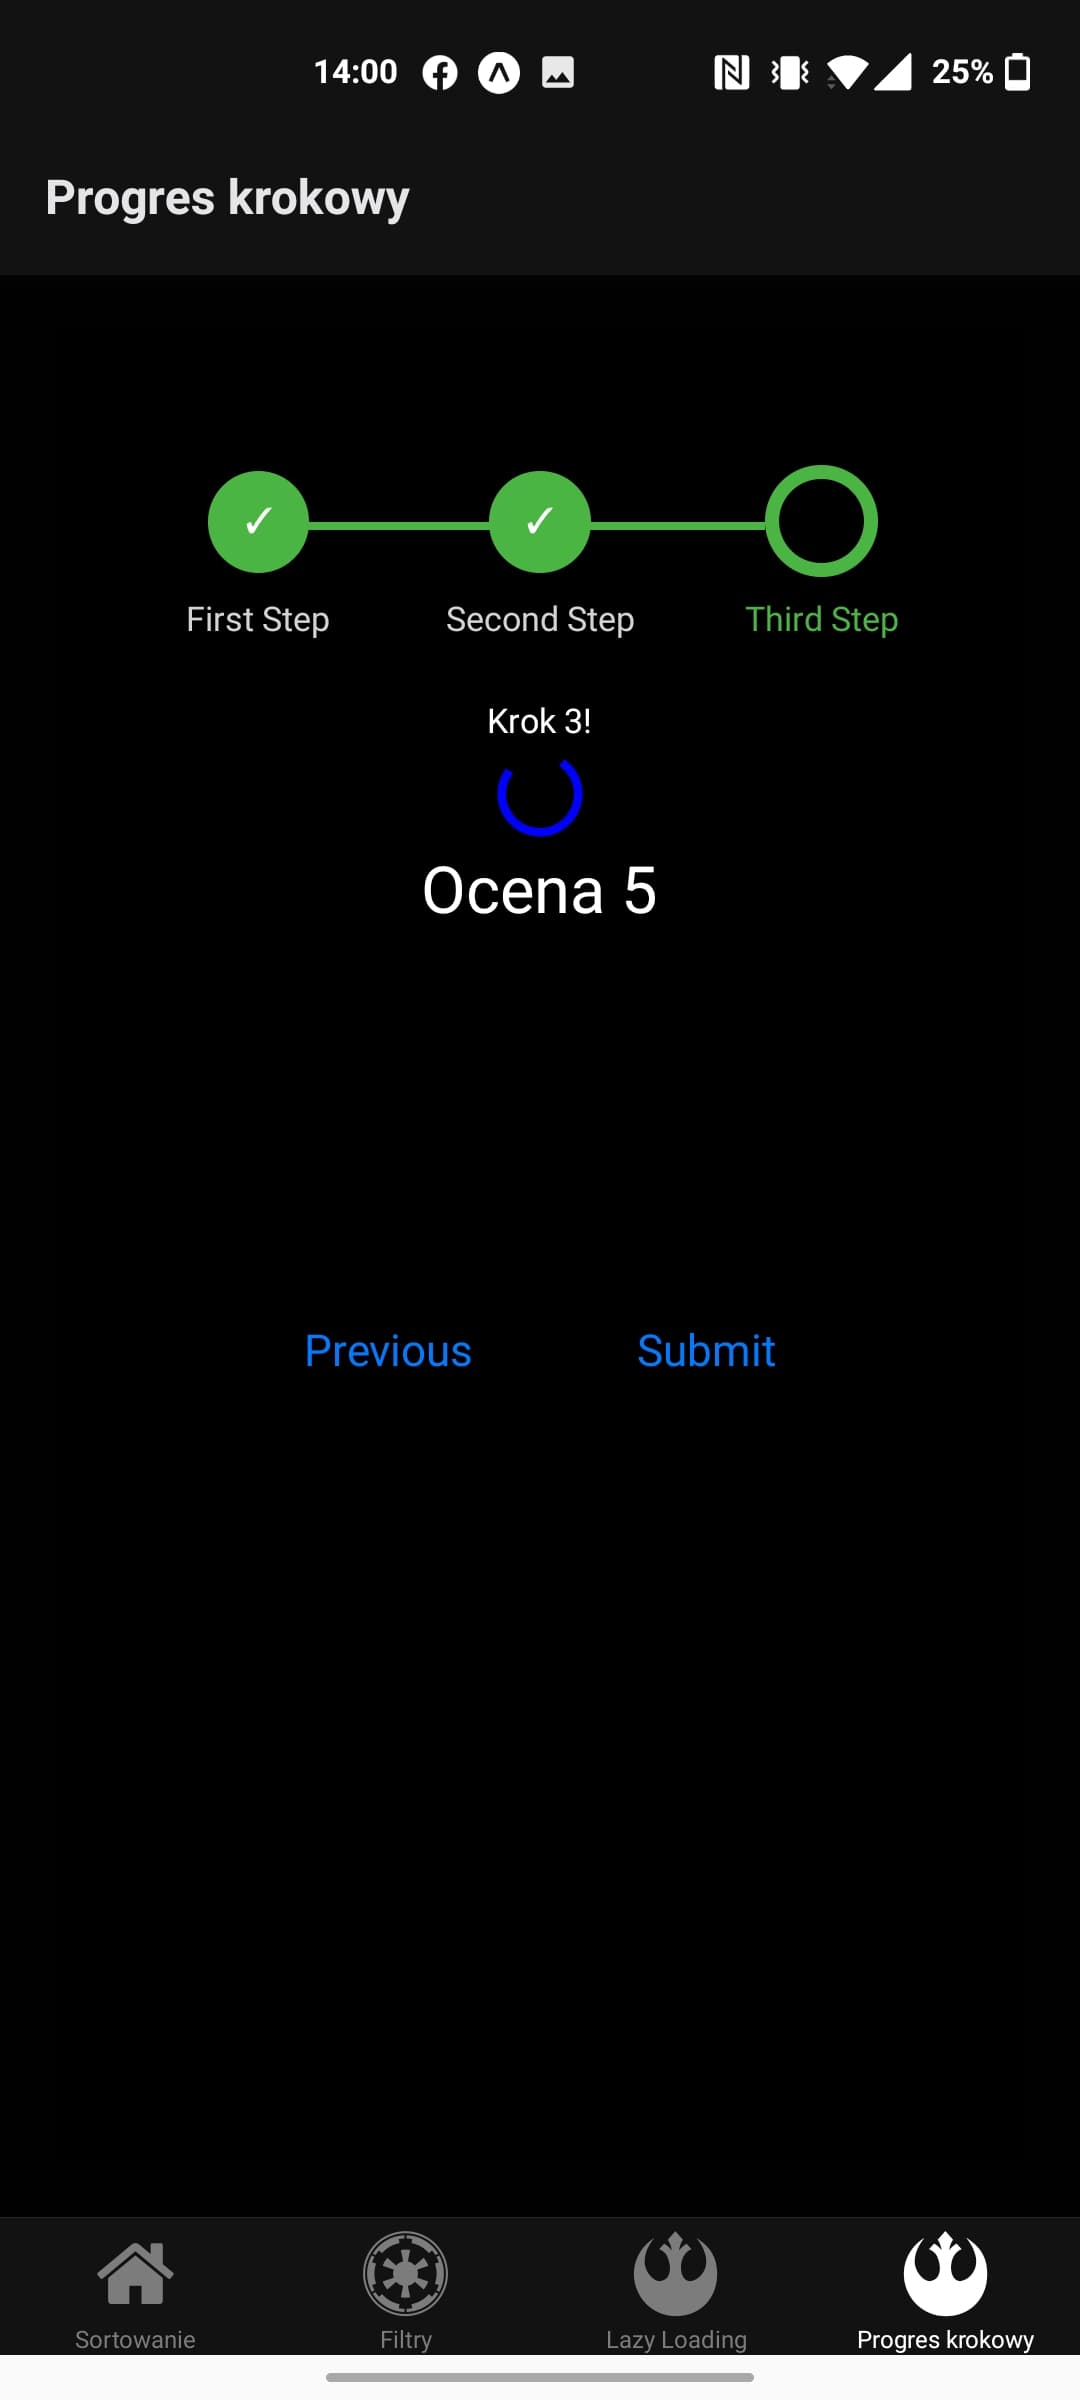 14:00 25%
Progres krokowy
✓ ✓
First Step Second Step Third Step
Krok 3!
Ocena 5
Previous Submit
Sortowanie Filtry Lazy Loading Progres krokowy